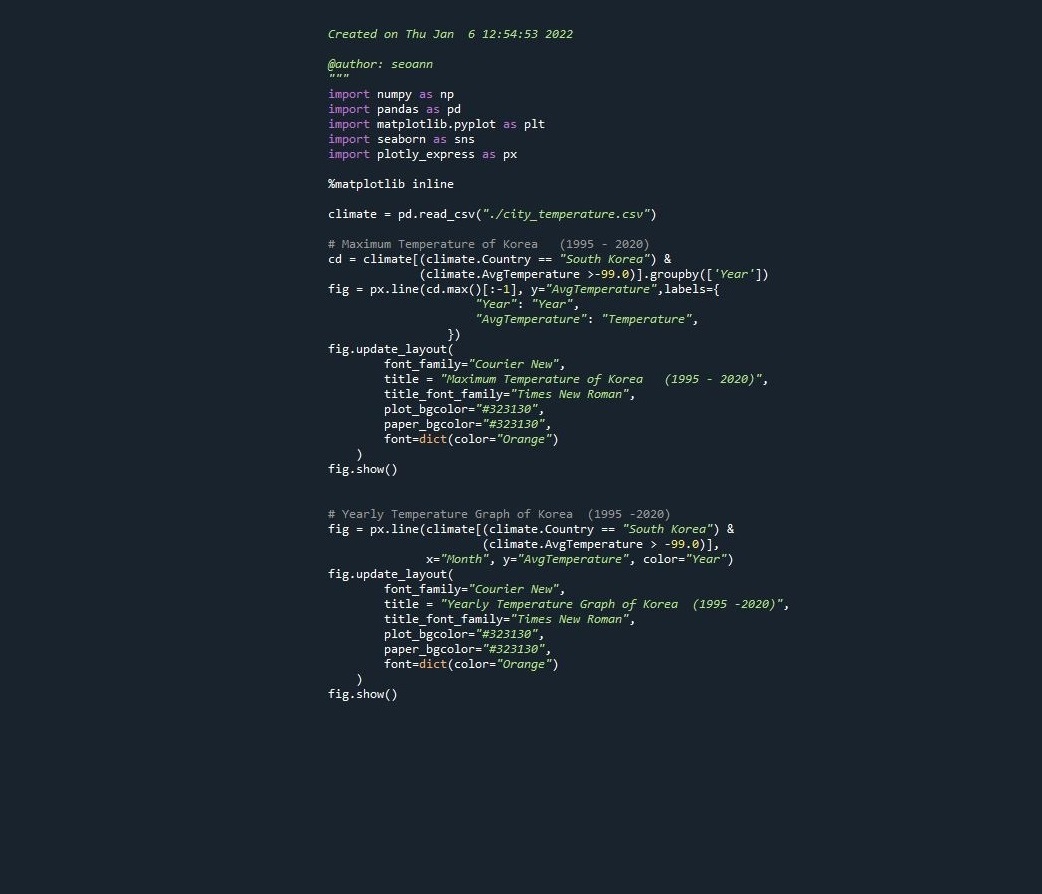 Created on Thu Jan  6 12:54:53 2022
@author: seoann
"""
import numpy as np
import pandas as pd
import matplotlib.pyplot as plt
import seaborn as sns
import plotly_express as px
%matplotlib inline
climate = pd.read_csv("./city_temperature.csv")
# Maximum Temperature of Korea   (1995 - 2020)
cd = climate[(climate.Country == "South Korea") &
             (climate.AvgTemperature >-99.0)].groupby(['Year'])
fig = px.line(cd.max()[:-1], y="AvgTemperature",labels={
                     "Year": "Year",
                     "AvgTemperature": "Temperature",
                 })
fig.update_layout(
        font_family="Courier New",
        title = "Maximum Temperature of Korea   (1995 - 2020)",
        title_font_family="Times New Roman",
        plot_bgcolor="#323130",
        paper_bgcolor="#323130",
        font=dict(color="Orange")
    )
fig.show()
# Yearly Temperature Graph of Korea  (1995 -2020)
fig = px.line(climate[(climate.Country == "South Korea") &
                      (climate.AvgTemperature > -99.0)],
              x="Month", y="AvgTemperature", color="Year")
fig.update_layout(
        font_family="Courier New",
        title = "Yearly Temperature Graph of Korea  (1995 -2020)",
        title_font_family="Times New Roman",
        plot_bgcolor="#323130",
        paper_bgcolor="#323130",
        font=dict(color="Orange")
    )
fig.show()